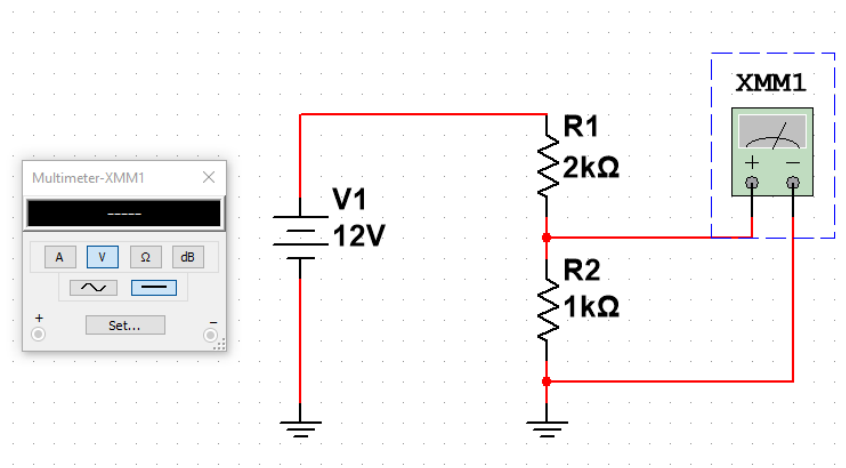 XMM1
+ −
Multimeter-XMM1 ×
-----
A V Ω dB
Set...
+ −
V1
12V
R1
2kΩ
R2
1kΩ